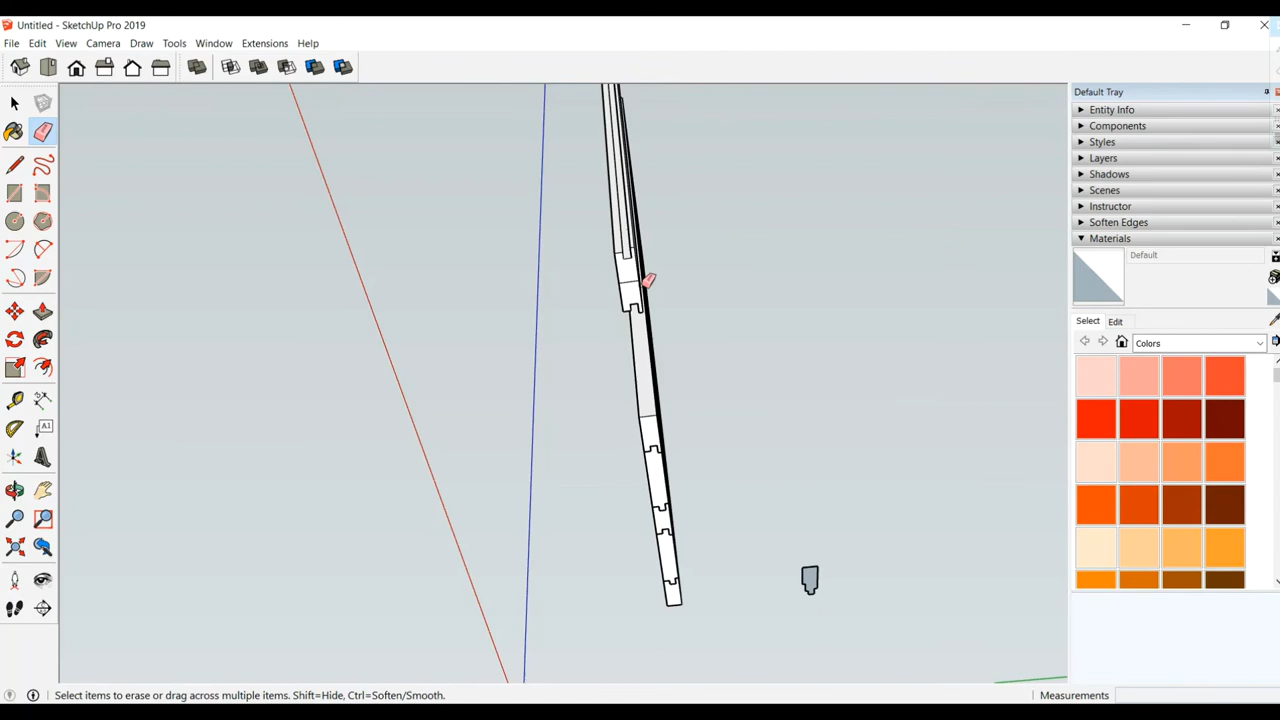 Untitled - SketchUp Pro 2019
File Edit View Camera Draw Tools Window Extensions Help
Default Tray
Entity Info
Components
Styles
Layers
Shadows
Scenes
Instructor
Soften Edges
Materials
Default
Select Edit
Colors
A1
Select items to erase or drag across multiple items. Shift=Hide, Ctrl=Soften/Smooth.
Measurements